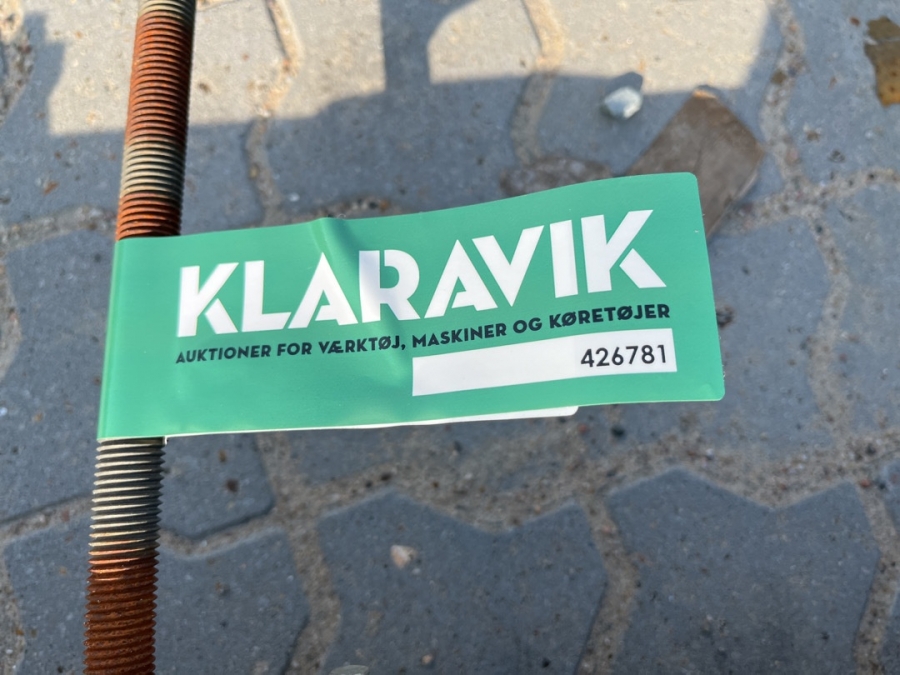 KLARAVIK
AUKTIONER FOR VÆRKTØJ, MASKINER OG KØRETØJER
426781